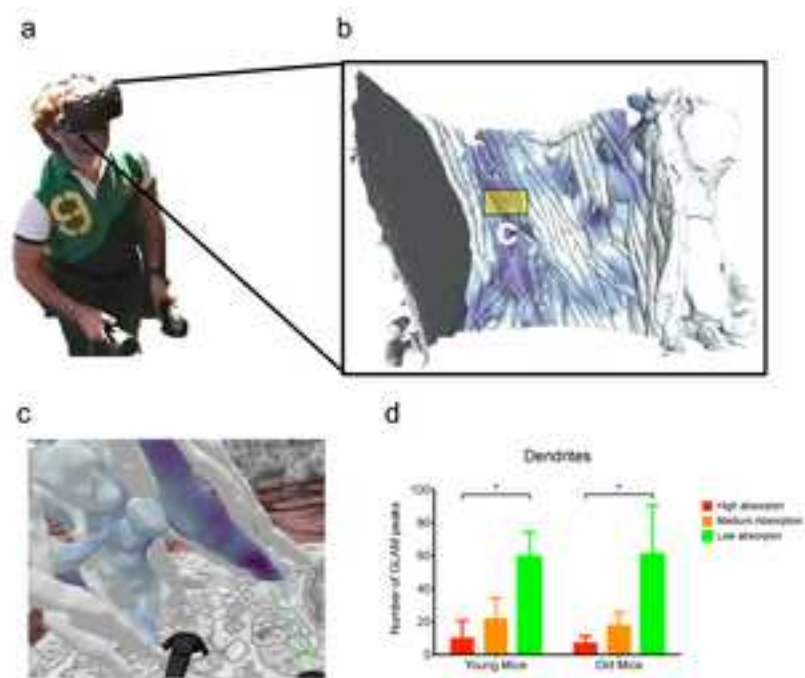 a
b
9
c
d
Dendrites
Number of GLAM peaks
100
80
60
40
20
0
Young Mice
Old Mice
High absorption
Medium Absorption
Low absorption
*
*